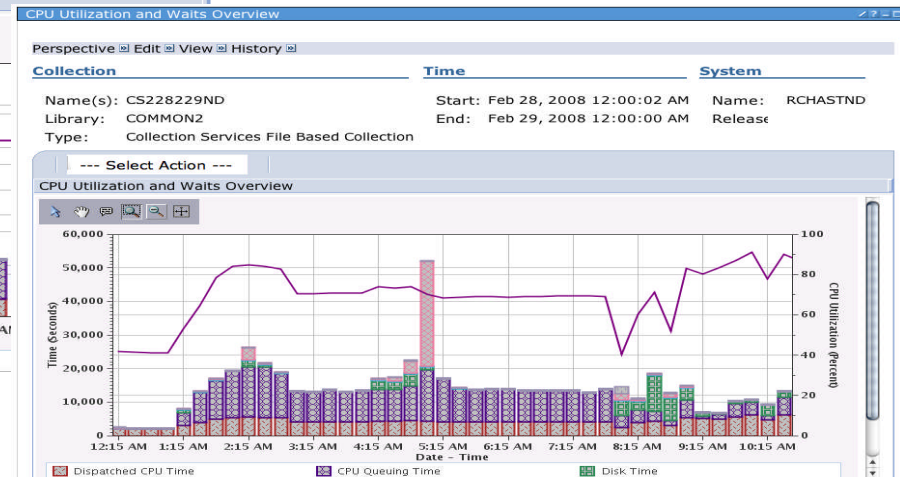 CPU Utilization and Waits Overview
Perspective Edit View History
Collection Time System
Name(s): CS228229ND Start: Feb 28, 2008 12:00:02 AM Name: RCHASTND
Library: COMMON2 End: Feb 29, 2008 12:00:00 AM Release
Type: Collection Services File Based Collection
--- Select Action ---
CPU Utilization and Waits Overview
60,000 100
50,000
80
40,000
60
30,000
40
20,000
20
10,000
0 0
Time (Seconds)
CPU Utilization (Percent)
12:15 AM 1:15 AM 2:15 AM 3:15 AM 4:15 AM 5:15 AM 6:15 AM 7:15 AM 8:15 AM 9:15 AM 10:15 AM
Date - Time
Dispatched CPU Time CPU Queuing Time Disk Time